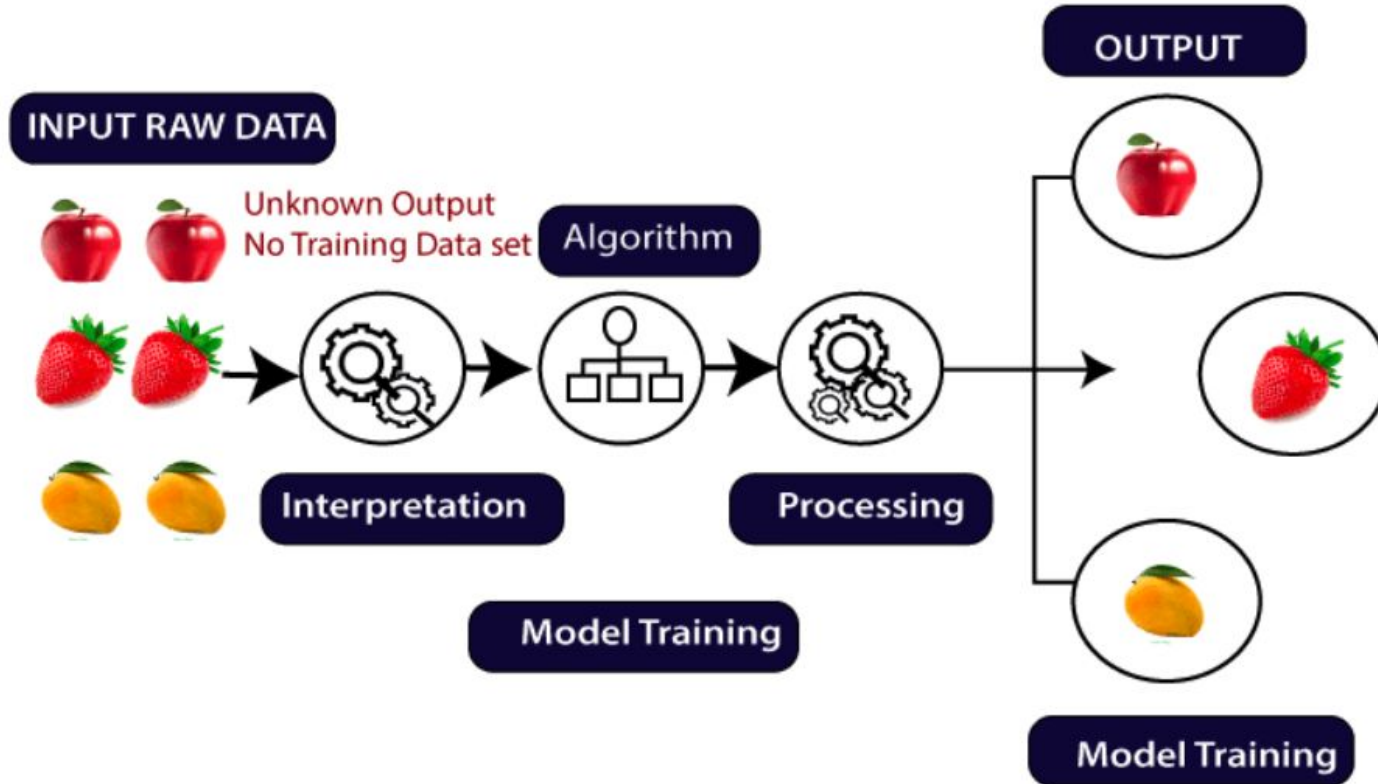 OUTPUT
INPUT RAW DATA
Unknown Output
No Training Data set
Algorithm
Interpretation
Processing
Model Training
Model Training